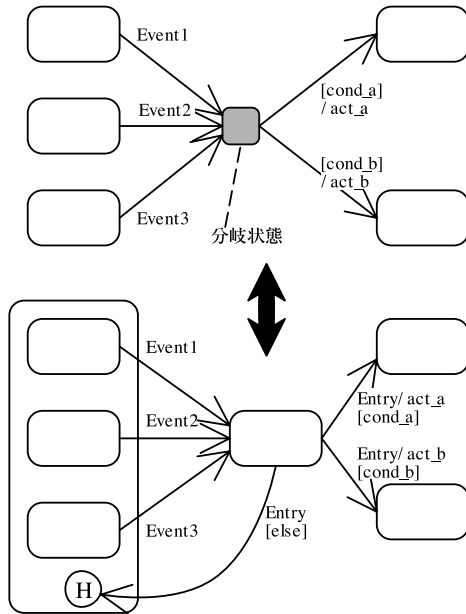 Event1
Event2
Event3
[cond_a]
/ act_a
[cond_b]
/ act_b
分岐状態
Event1
Event2
Event3
Entry/ act_a
[cond_a]
Entry/ act_b
[cond_b]
Entry
[else]
H